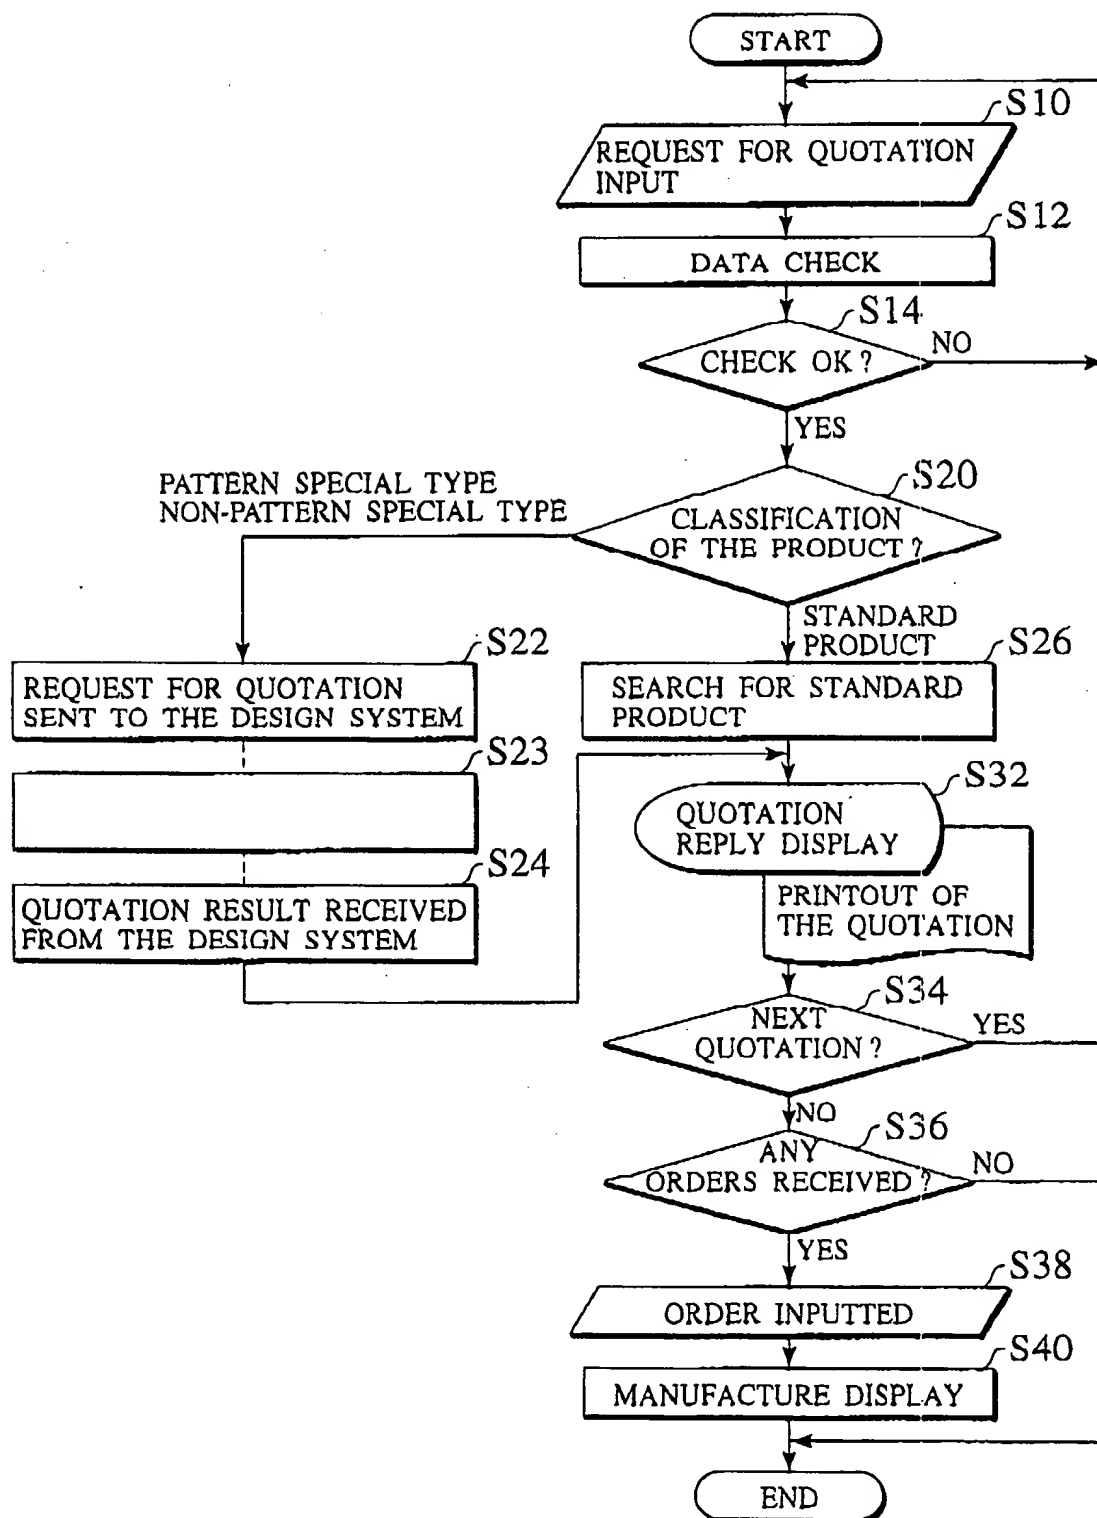 START
S10
REQUEST FOR QUOTATION
INPUT
S12
DATA CHECK
S14
CHECK OK?
NO
YES
S20
PATTERN SPECIAL TYPE
NON-PATTERN SPECIAL TYPE
CLASSIFICATION
OF THE PRODUCT?
STANDARD
PRODUCT
S22
REQUEST FOR QUOTATION
SENT TO THE DESIGN SYSTEM
S26
SEARCH FOR STANDARD
PRODUCT
S23
S32
QUOTATION
REPLY DISPLAY
S24
QUOTATION RESULT RECEIVED
FROM THE DESIGN SYSTEM
PRINTOUT OF
THE QUOTATION
S34
NEXT
QUOTATION?
YES
NO
S36
ANY
ORDERS RECEIVED?
NO
YES
S38
ORDER INPUTTED
S40
MANUFACTURE DISPLAY
END